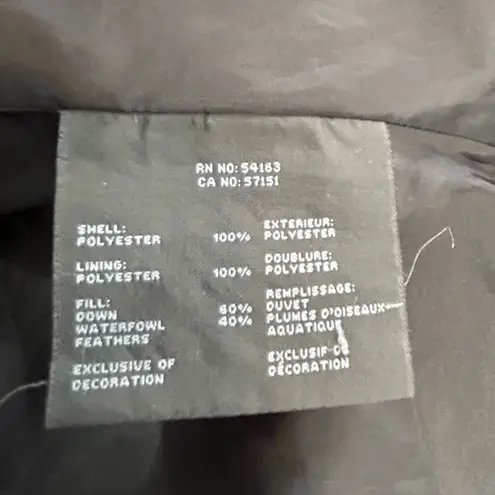 RN NO: 54163
CA NO: 57151
SHELL:
POLYESTER 100%
LINING:
POLYESTER 100%
FILL:
DOWN 60%
WATERFOWL 40%
FEATHERS
EXCLUSIVE OF
DECORATION
EXTERIEUR:
POLYESTER
DOUBLURE:
POLYESTER
REMPLISSAGE:
DUVET
PLUMES D'OISEAUX
AQUATIQUE
EXCLUSIF DE
DÉCORATION